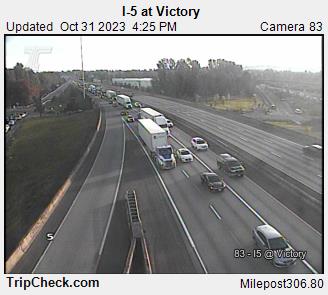 I-5 at Victory
Updated Oct 31 2023 4:25 PM Camera 83
T
5
83 - I5 @ Victory
TripCheck.com Milepost306.80